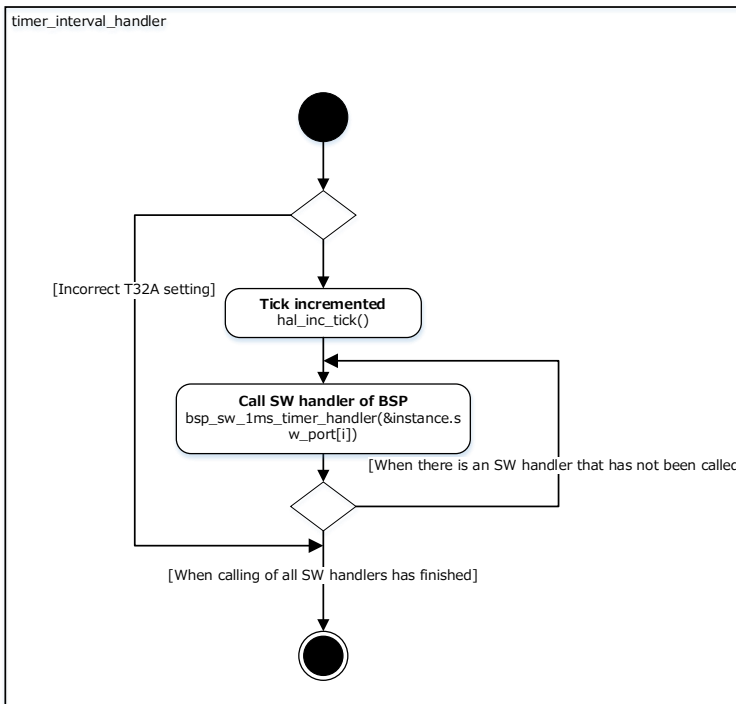 timer_interval_handler
[Incorrect T32A setting]
Tick incremented
hal_inc_tick()
Call SW handler of BSP
bsp_sw_1ms_timer_handler(&instance.s
w_port[i])
[When there is an SW handler that has not been called
[When calling of all SW handlers has finished]